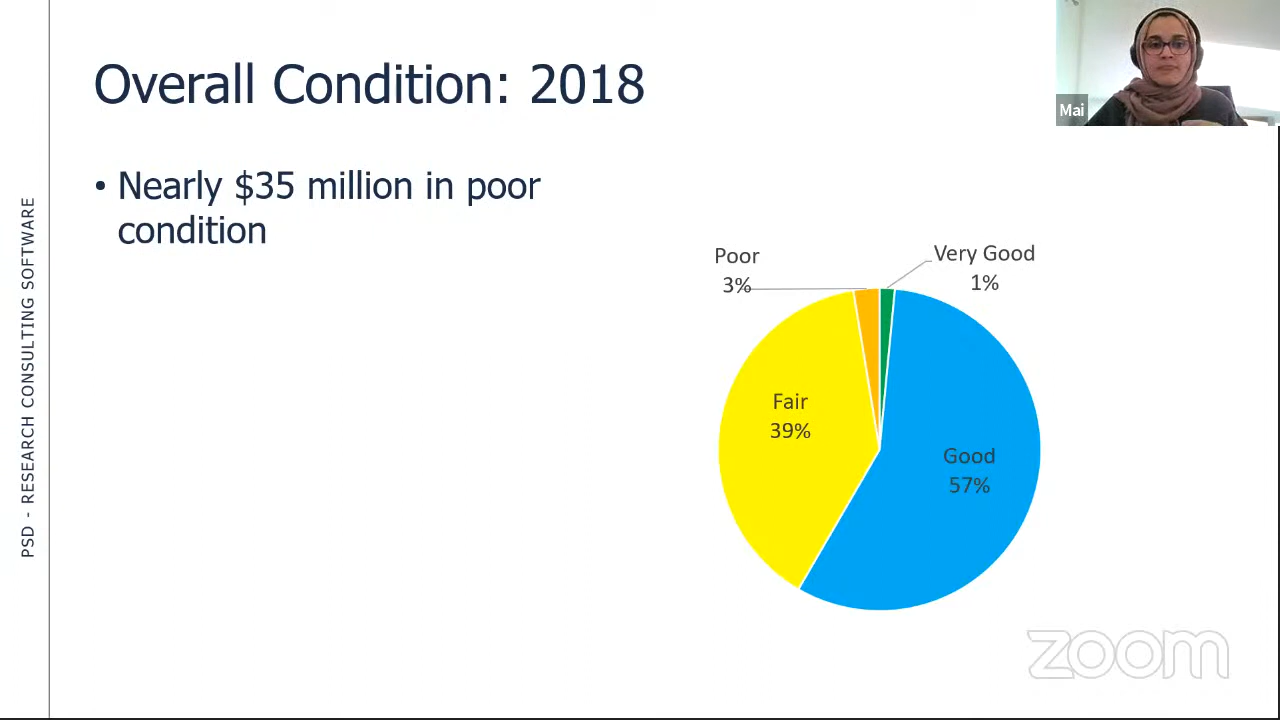 Overall Condition: 2018
Mai
• Nearly $35 million in poor
condition
PSD - RESEARCH CONSULTING SOFTWARE
Poor
3%
Very Good
1%
Fair
39%
Good
57%
zoom